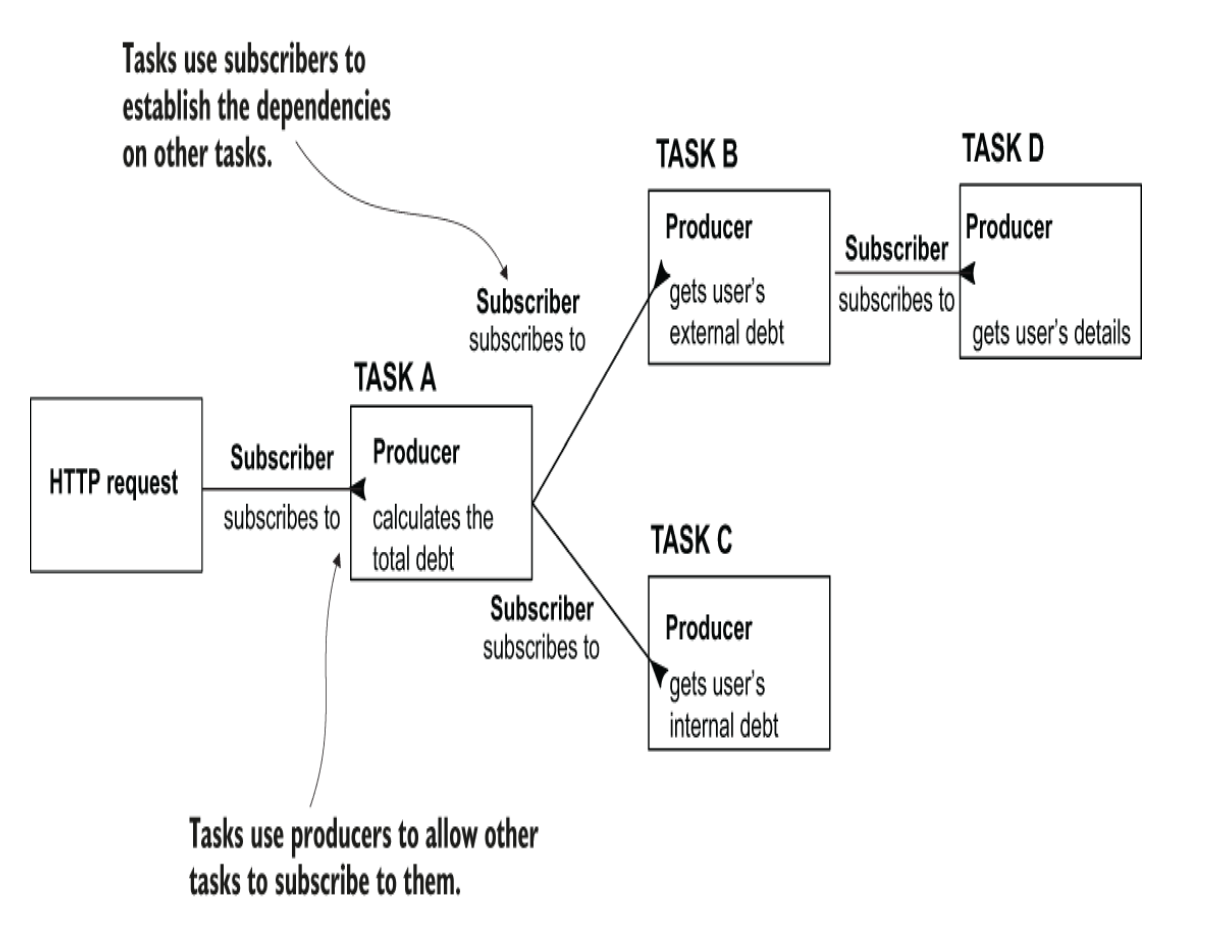 Tasks use subscribers to
establish the dependencies
on other tasks.
TASK B
TASK D
Producer
gets user's
external debt
Subscriber
subscribes to
Producer
gets user's details
Subscriber
subscribes to
TASK A
HTTP request
Subscriber
subscribes to
Producer
calculates the
total debt
TASK C
Subscriber
subscribes to
Producer
gets user's
internal debt
Tasks use producers to allow other
tasks to subscribe to them.